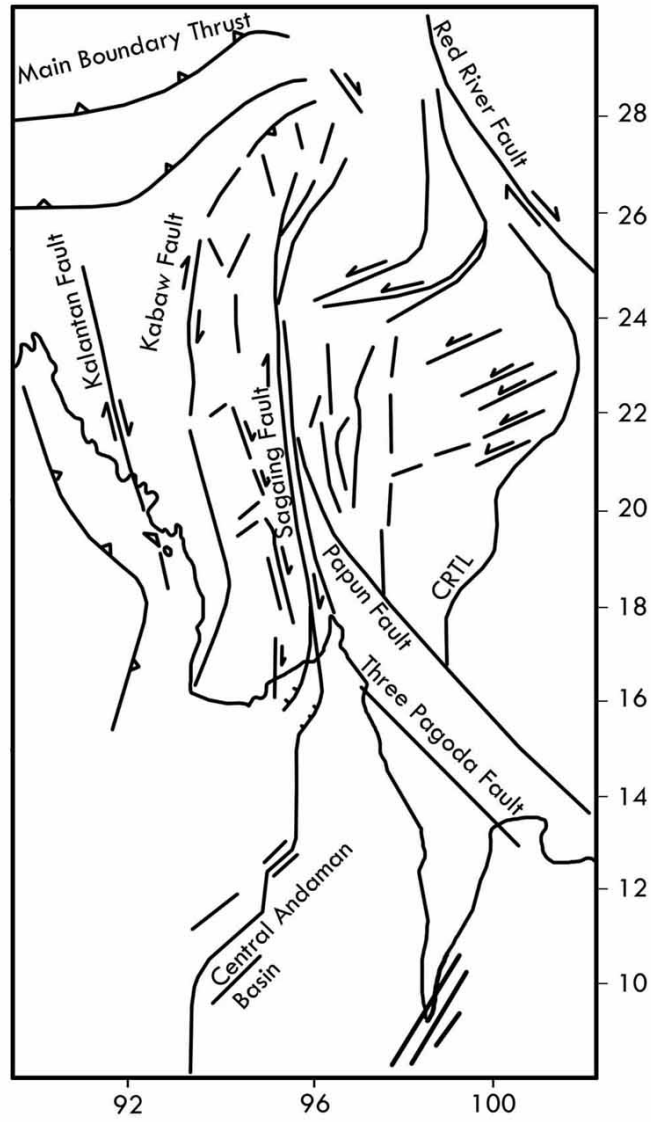 Main Boundary Thrust
Red River Fault
28
26
Kalantan Fault
Kabaw Fault
24
22
Sagaing Fault
20
Papun Fault
CRTL
18
Three Pagoda Fault
16
14
12
Central Andaman
Basin
10
92
96
100